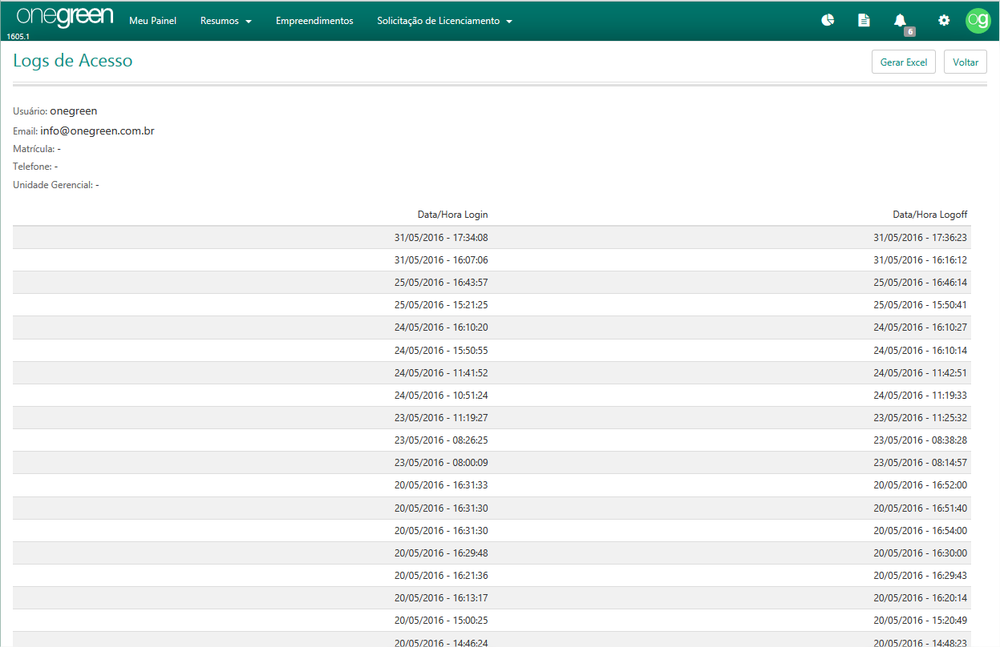 onegreen Meu Painel Resumos Empreendimentos Solicitação de Licenciamento 6 og
1605.1
Logs de Acesso Gerar Excel Voltar
Usuário: onegreen
Email: info@onegreen.com.br
Matrícula: -
Telefone: -
Unidade Gerencial: -
Data/Hora Login Data/Hora Logoff
31/05/2016 - 17:34:08 31/05/2016 - 17:36:23
31/05/2016 - 16:07:06 31/05/2016 - 16:16:12
25/05/2016 - 16:43:57 25/05/2016 - 16:46:14
25/05/2016 - 15:21:25 25/05/2016 - 15:50:41
24/05/2016 - 16:10:20 24/05/2016 - 16:10:27
24/05/2016 - 15:50:55 24/05/2016 - 16:10:14
24/05/2016 - 11:41:52 24/05/2016 - 11:42:51
24/05/2016 - 10:51:24 24/05/2016 - 11:19:33
23/05/2016 - 11:19:27 23/05/2016 - 11:25:32
23/05/2016 - 08:26:25 23/05/2016 - 08:38:28
23/05/2016 - 08:00:09 23/05/2016 - 08:14:57
20/05/2016 - 16:31:33 20/05/2016 - 16:52:00
20/05/2016 - 16:31:30 20/05/2016 - 16:51:40
20/05/2016 - 16:31:30 20/05/2016 - 16:54:00
20/05/2016 - 16:29:48 20/05/2016 - 16:30:00
20/05/2016 - 16:21:36 20/05/2016 - 16:29:43
20/05/2016 - 16:13:17 20/05/2016 - 16:20:14
20/05/2016 - 15:00:25 20/05/2016 - 15:20:49
20/05/2016 - 14:46:24 20/05/2016 - 14:48:23